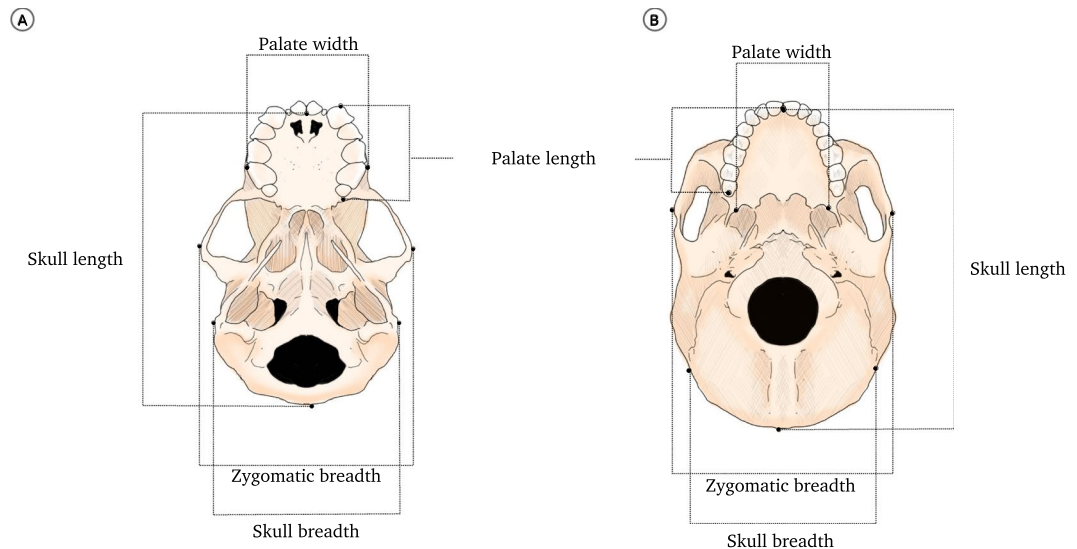 A
B
Palate width
Palate width
Palate length
Skull length
Skull length
Zygomatic breadth
Zygomatic breadth
Skull breadth
Skull breadth